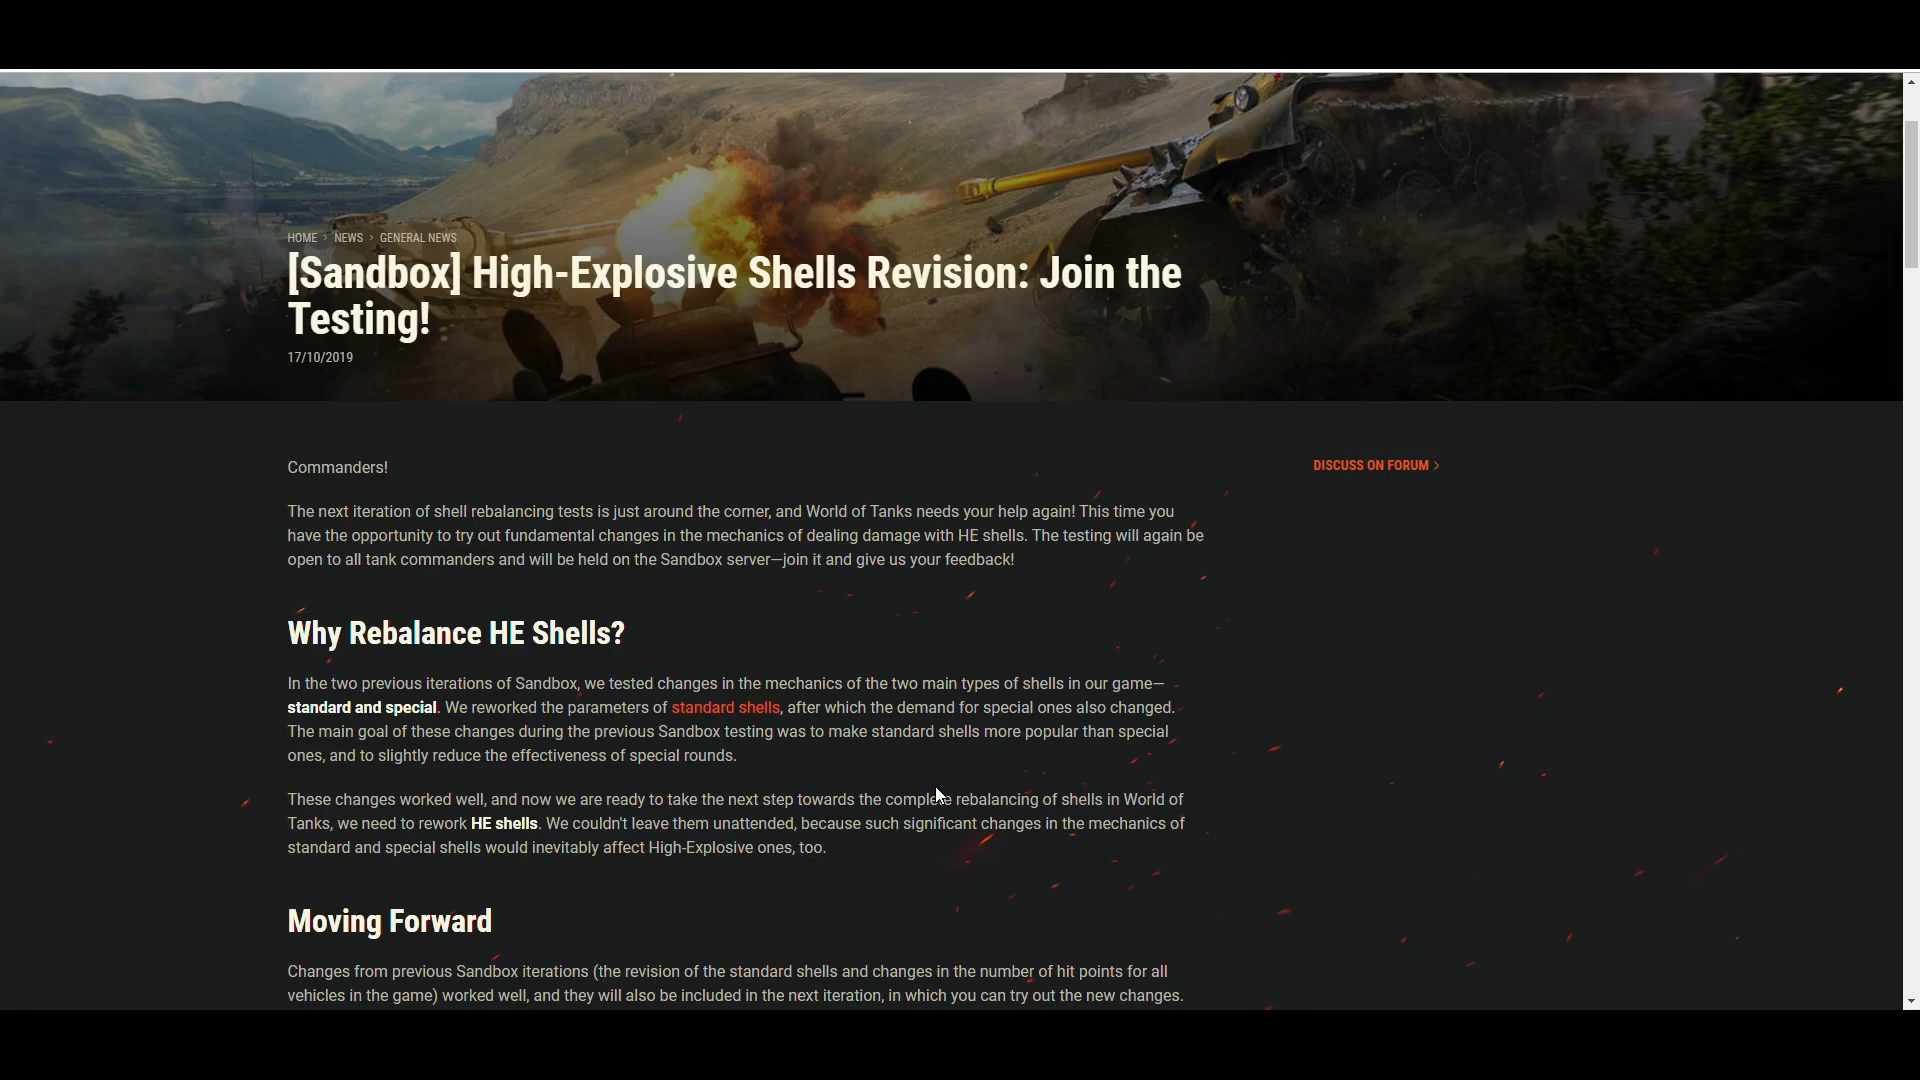 HOME > NEWS > GENERAL NEWS
[Sandbox] High-Explosive Shells Revision: Join the
Testing!
17/10/2019
Commanders!
DISCUSS ON FORUM >
The next iteration of shell rebalancing tests is just around the corner, and World of Tanks needs your help again! This time you
have the opportunity to try out fundamental changes in the mechanics of dealing damage with HE shells. The testing will again be
open to all tank commanders and will be held on the Sandbox server—join it and give us your feedback!
Why Rebalance HE Shells?
In the two previous iterations of Sandbox, we tested changes in the mechanics of the two main types of shells in our game—
standard and special. We reworked the parameters of standard shells, after which the demand for special ones also changed.
The main goal of these changes during the previous Sandbox testing was to make standard shells more popular than special
ones, and to slightly reduce the effectiveness of special rounds.
These changes worked well, and now we are ready to take the next step towards the complete rebalancing of shells in World of
Tanks, we need to rework HE shells. We couldn't leave them unattended, because such significant changes in the mechanics of
standard and special shells would inevitably affect High-Explosive ones, too.
Moving Forward
Changes from previous Sandbox iterations (the revision of the standard shells and changes in the number of hit points for all
vehicles in the game) worked well, and they will also be included in the next iteration, in which you can try out the new changes.